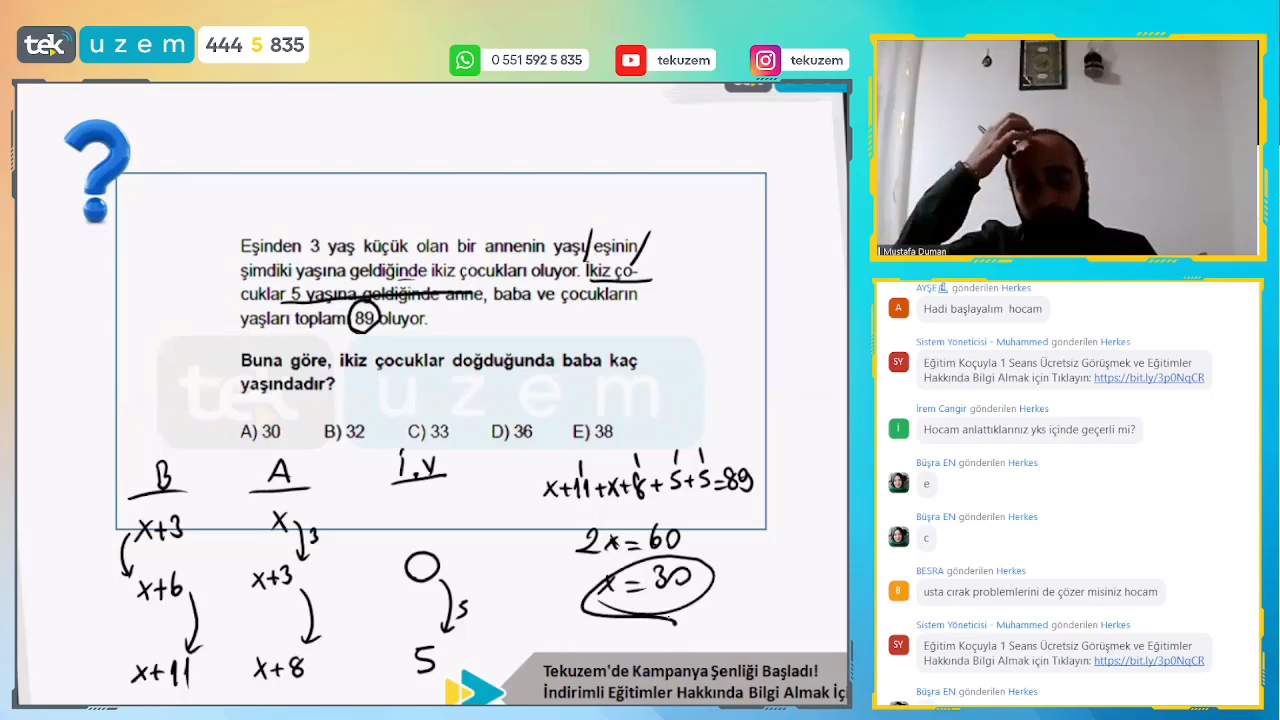 tek uzem 444 5 835
0 551 592 5 835 tekuzem tekuzem
Eşinden 3 yaş küçük olan bir annenin yaşı eşinin
şimdiki yaşına geldiğinde ikiz çocukları oluyor. İkiz ço-
cuklar 5 yaşına geldiğinde anne, baba ve çocukların
yaşları toplam 89 oluyor.
Buna göre, ikiz çocuklar doğduğunda baba kaç
yaşındadır?
A) 30 B) 32 C) 33 D) 36 E) 38
tek uzem
B A İ.v
x+3 x 3
x+6 x+3 0
5
x+11 x+8 5
x+11+x+8+5+5=89
2x=60
x=30
Tekuzem'de Kampanya Şenliği Başladı!
İndirimli Eğitimler Hakkında Bilgi Almak İç
Mustafa Duman
AYŞE gönderilen Herkes
A
Hadi başlayalım hocam
Sistem Yöneticisi - Muhammed gönderilen Herkes
SY
Eğitim Koçuyla 1 Seans Ücretsiz Görüşmek ve Eğitimler
Hakkında Bilgi Almak için Tıklayın: https://bit.ly/3p0NqCR
İrem Cangir gönderilen Herkes
İ
Hocam anlattıklarınız yks içinde geçerli mi?
Büşra EN gönderilen Herkes
e
Büşra EN gönderilen Herkes
c
BESRA gönderilen Herkes
B
usta cırak problemlerini de çözer misiniz hocam
Sistem Yöneticisi - Muhammed gönderilen Herkes
SY
Eğitim Koçuyla 1 Seans Ücretsiz Görüşmek ve Eğitimler
Hakkında Bilgi Almak için Tıklayın: https://bit.ly/3p0NqCR
Büşra EN gönderilen Herkes